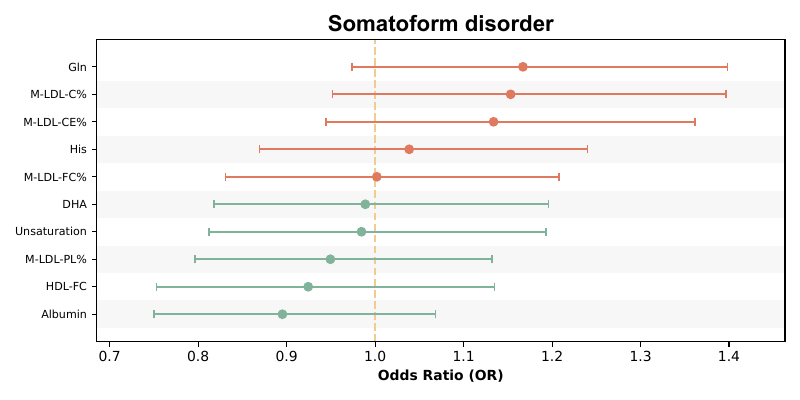 Somatoform disorder
Gln
M-LDL-C%
M-LDL-CE%
His
M-LDL-FC%
DHA
Unsaturation
M-LDL-PL%
HDL-FC
Albumin
0.7 0.8 0.9 1.0 1.1 1.2 1.3 1.4
Odds Ratio (OR)